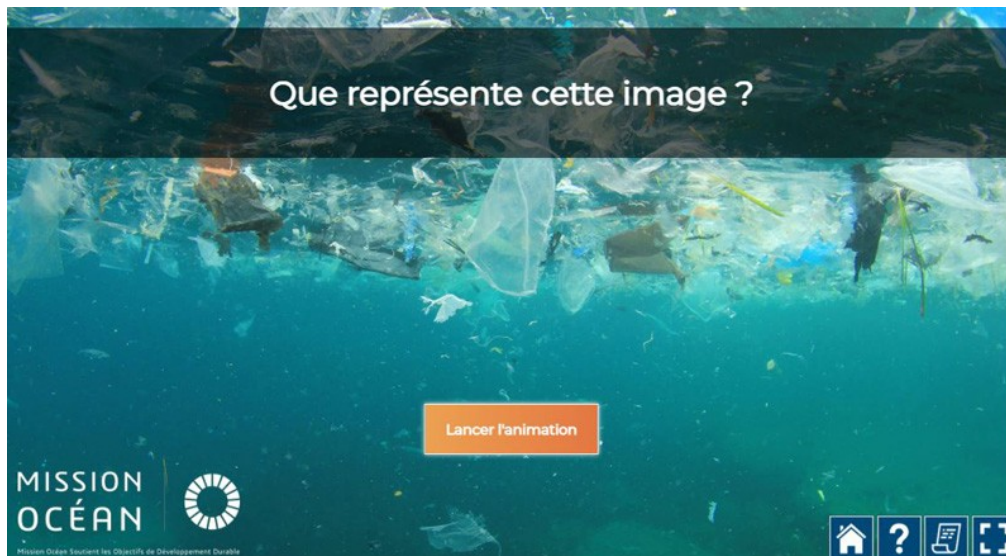 Que représente cette image ?
Lancer l'animation
MISSION
OCÉAN
Mission Océan Soutient les Objectifs de Développement Durable
?